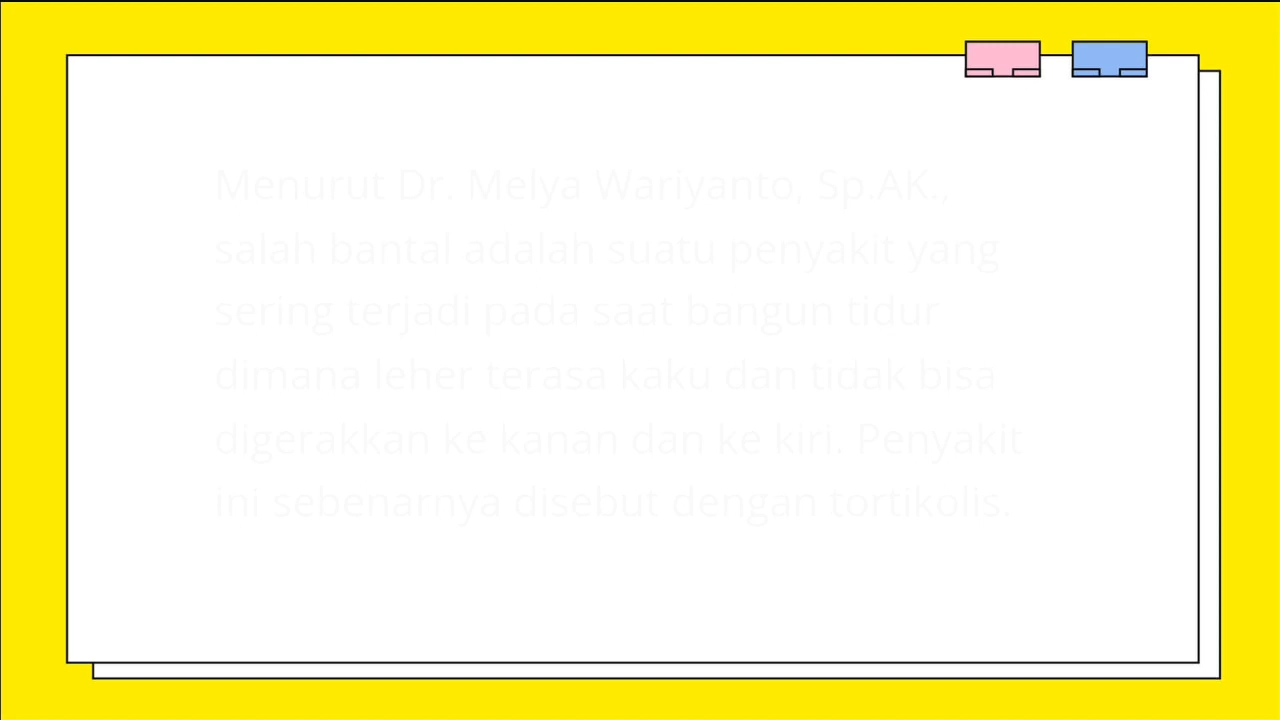 Menurut Dr. Melya Wariyanto, Sp.AK.,
salah bantal adalah suatu penyakit yang
sering terjadi pada saat bangun tidur
dimana leher terasa kaku dan tidak bisa
digerakkan ke kanan dan ke kiri. Penyakit
ini sebenarnya disebut dengan tortikolis.